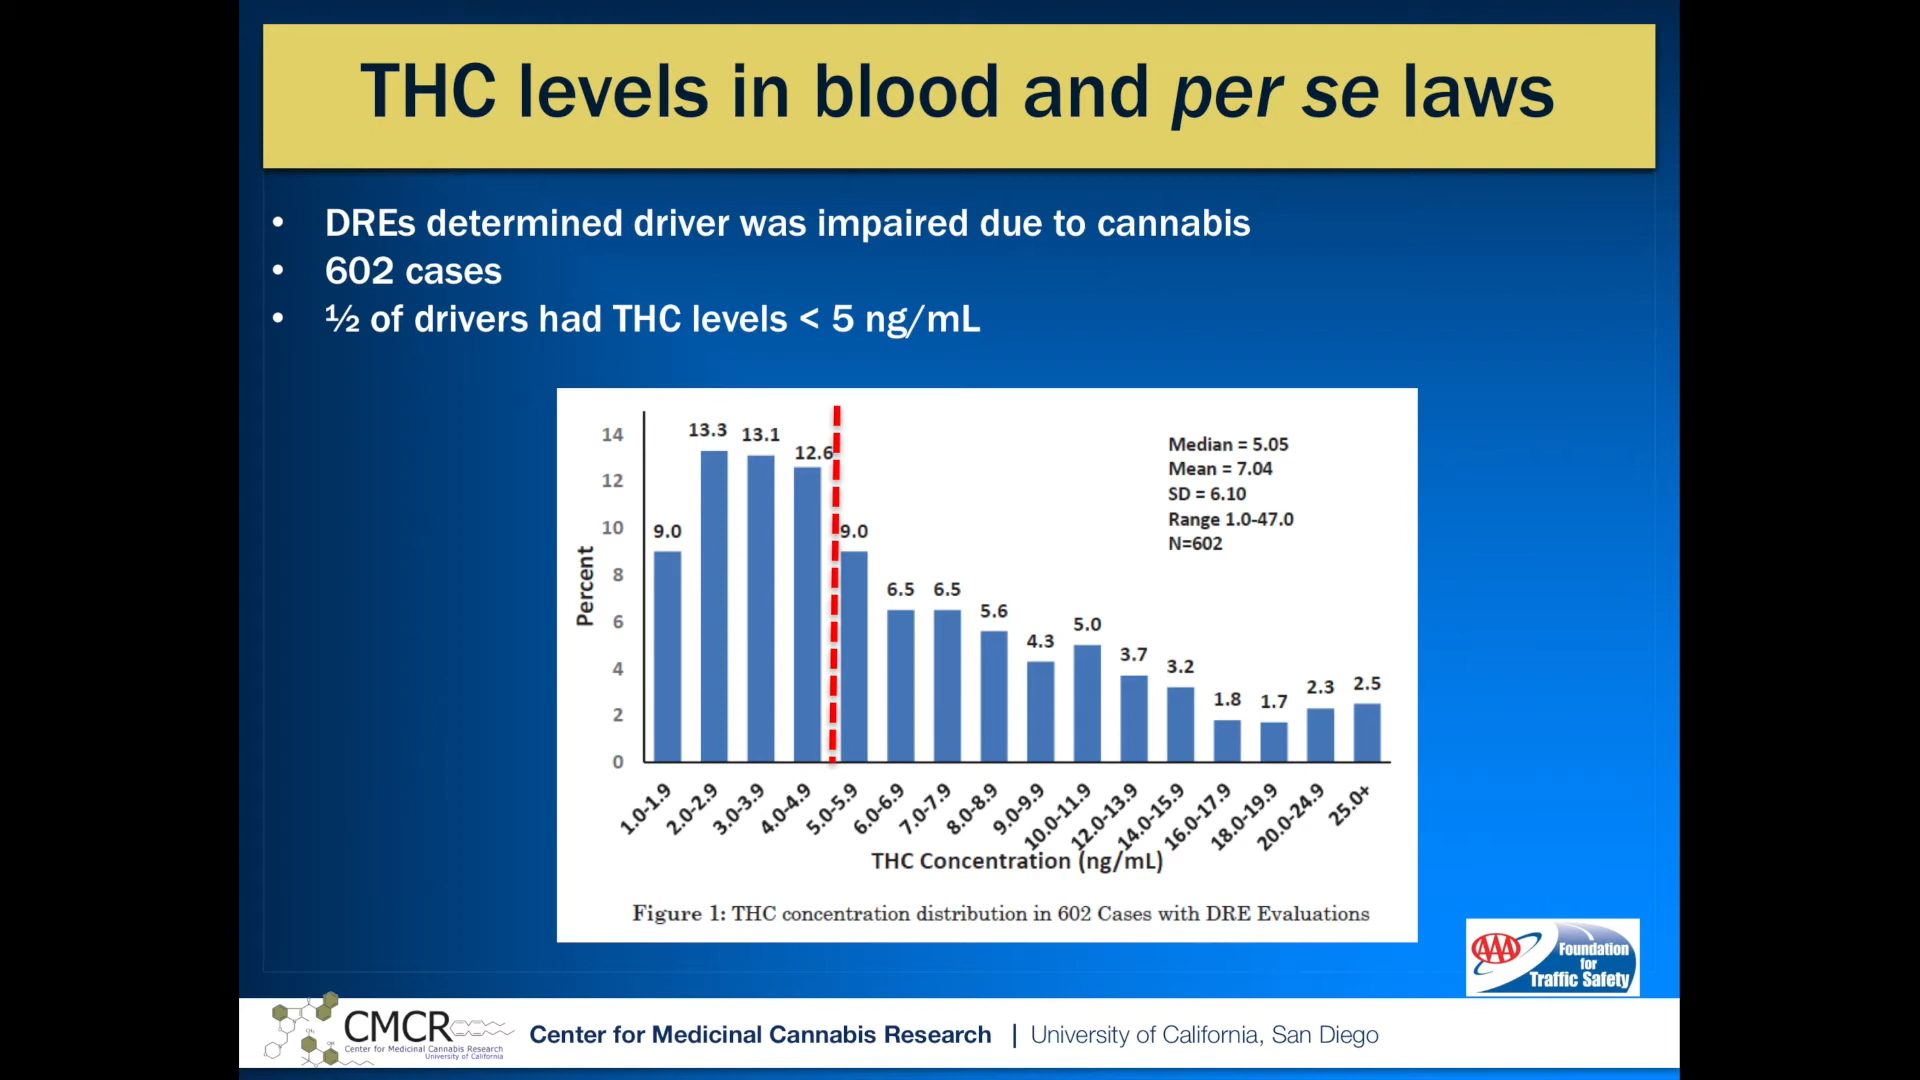 THC levels in blood and per se laws
• DREs determined driver was impaired due to cannabis
• 602 cases
• ½ of drivers had THC levels < 5 ng/mL
Percent
14
12
10
8
6
4
2
0
9.0
13.3
13.1
12.6
9.0
6.5
6.5
5.6
4.3
5.0
3.7
3.2
1.8
1.7
2.3
2.5
Median = 5.05
Mean = 7.04
SD = 6.10
Range 1.0-47.0
N=602
1.0-1.9
2.0-2.9
3.0-3.9
4.0-4.9
5.0-5.9
6.0-6.9
7.0-7.9
8.0-8.9
9.0-9.9
10.0-11.9
12.0-13.9
14.0-15.9
16.0-17.9
18.0-19.9
20.0-24.9
25.0+
THC Concentration (ng/mL)
Figure 1: THC concentration distribution in 602 Cases with DRE Evaluations
AAA
Foundation
for
Traffic Safety
CMCR
Center for Medicinal Cannabis Research
University of California
Center for Medicinal Cannabis Research | University of California, San Diego